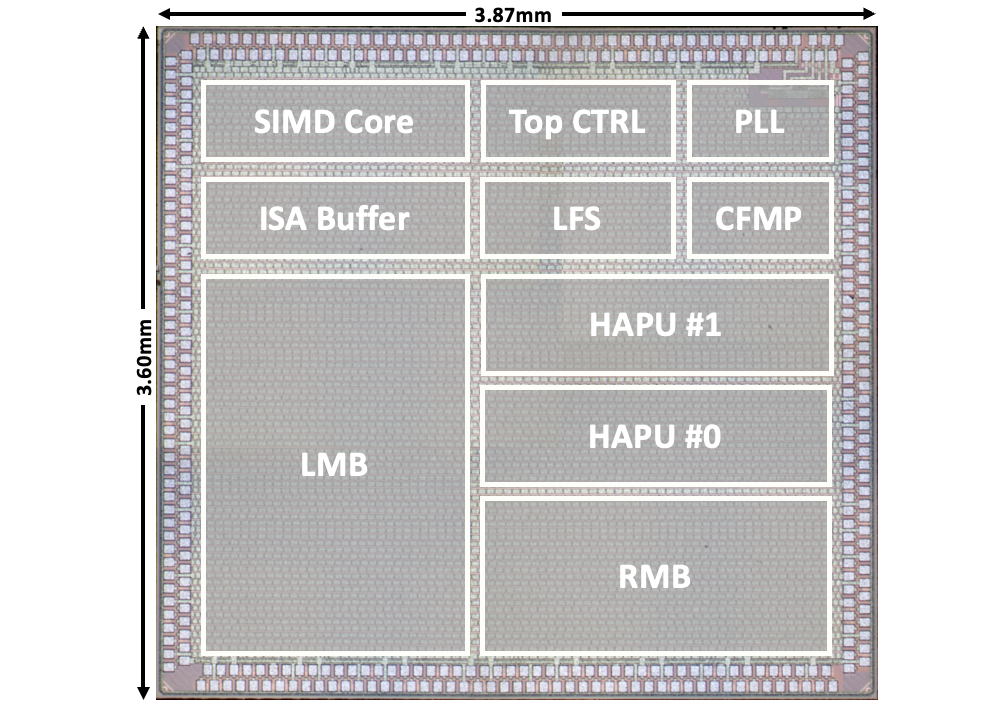 3.87mm
3.60mm
SIMD Core
Top CTRL
PLL
ISA Buffer
LFS
CFMP
HAPU #1
HAPU #0
LMB
RMB